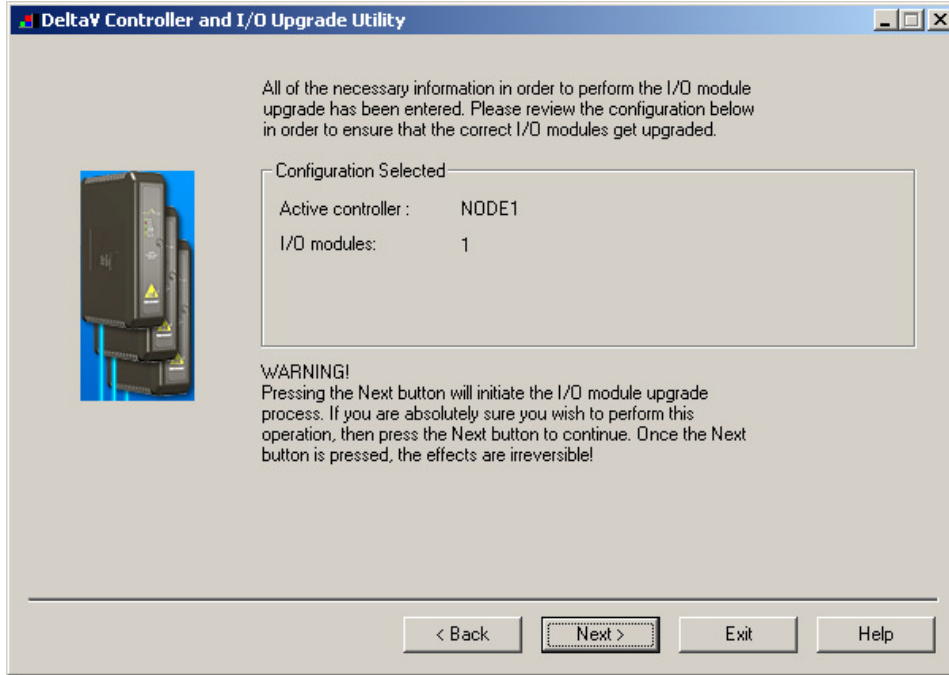 DeltaV Controller and I/O Upgrade Utility
All of the necessary information in order to perform the I/O module
upgrade has been entered. Please review the configuration below
in order to ensure that the correct I/O modules get upgraded.
Configuration Selected
Active controller : NODE1
I/O modules: 1
WARNING!
Pressing the Next button will initiate the I/O module upgrade
process. If you are absolutely sure you wish to perform this
operation, then press the Next button to continue. Once the Next
button is pressed, the effects are irreversible!
< Back Next > Exit Help